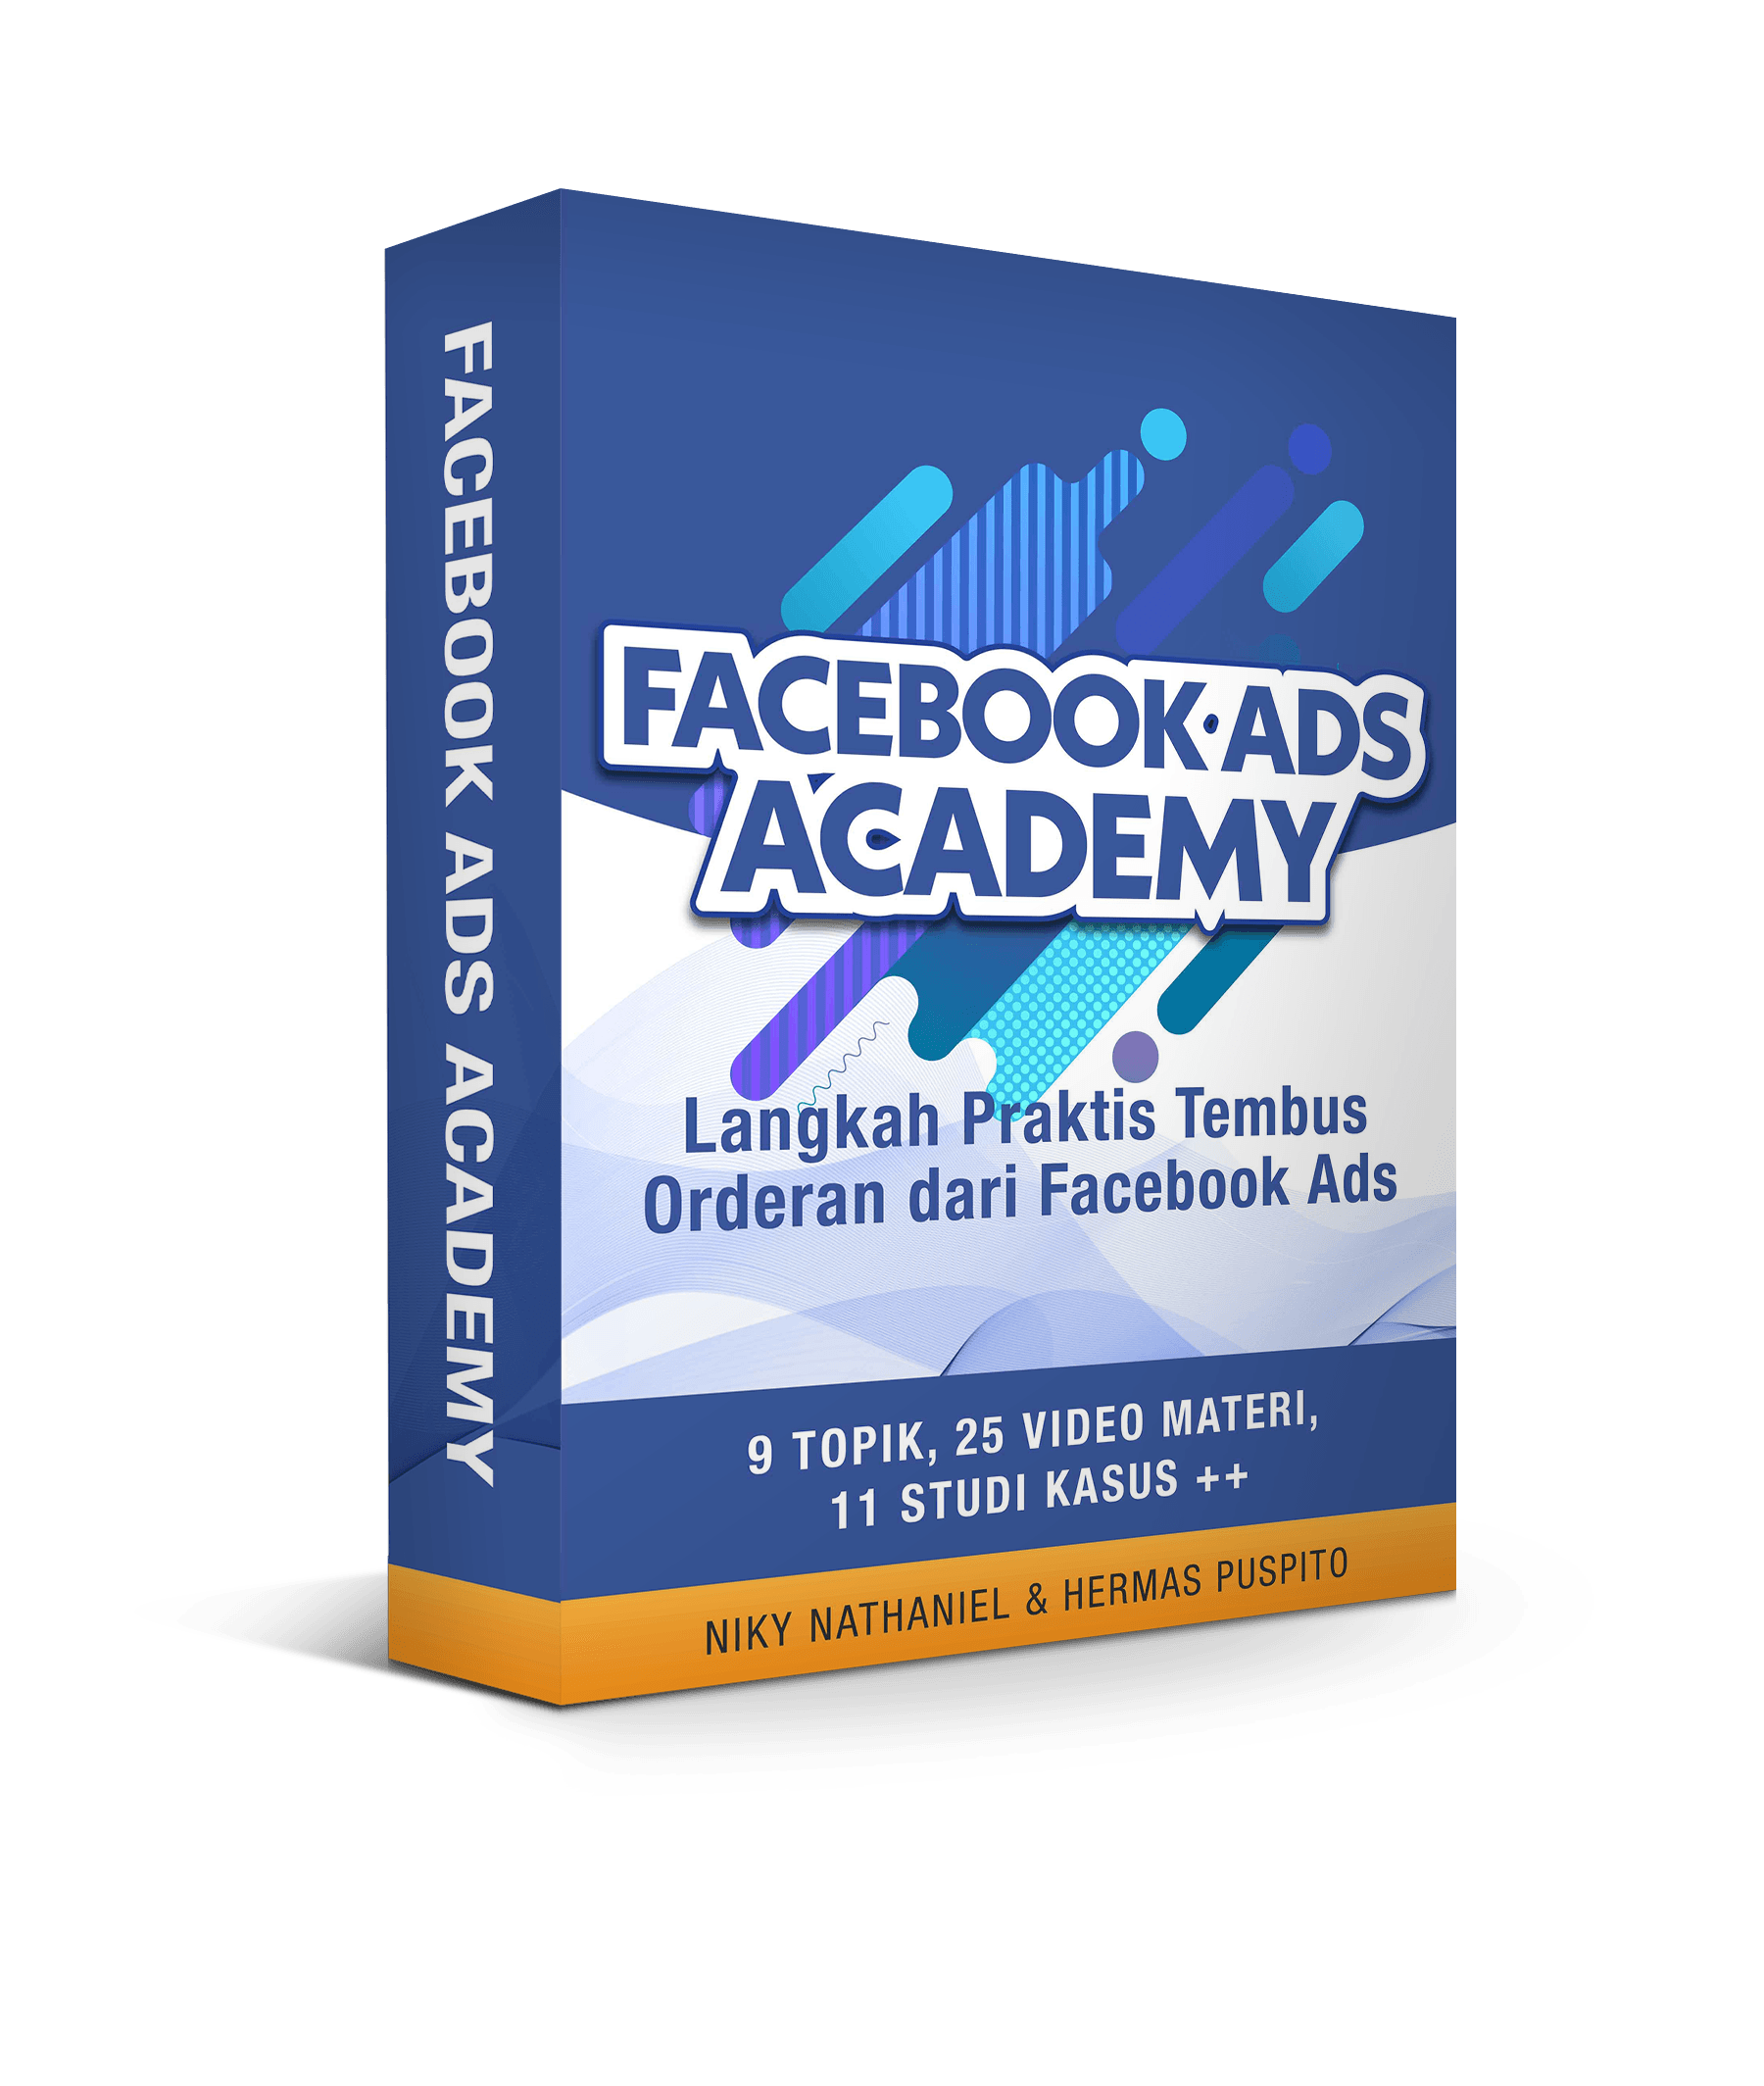 FACEBOOK ADS ACADEMY
FACEBOOK ADS
ACADEMY
Langkah Praktis Tembus
Orderan dari Facebook Ads
9 TOPIK, 25 VIDEO MATERI,
11 STUDI KASUS ++
NIKY NATHANIEL & HERMAS PUSPITO